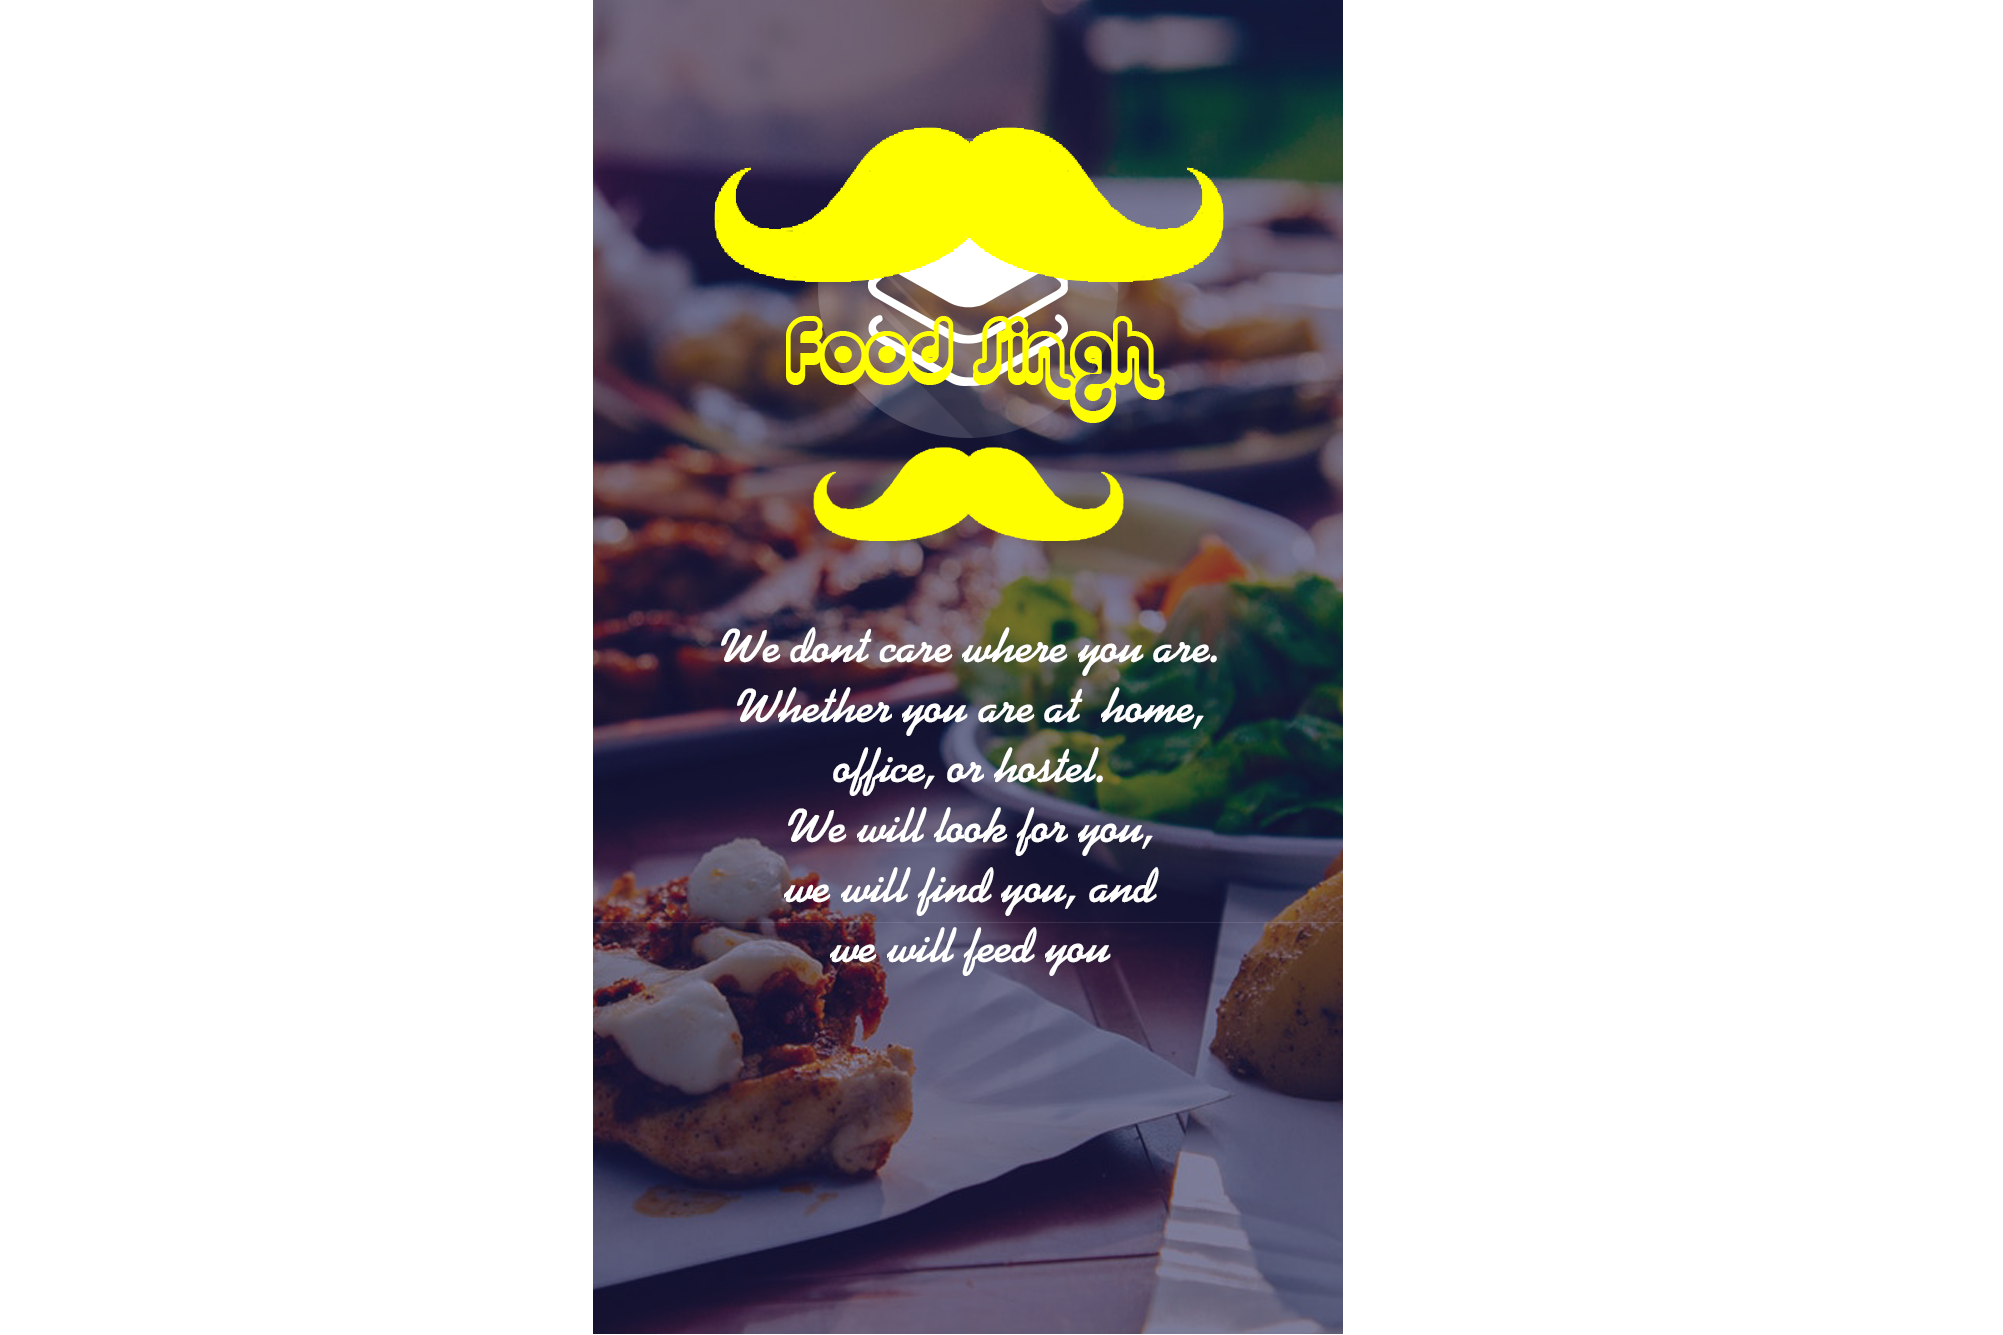 Food Singh
We dont care where you are.
Whether you are at home,
office, or hostel.
We will look for you,
we will find you, and
we will feed you